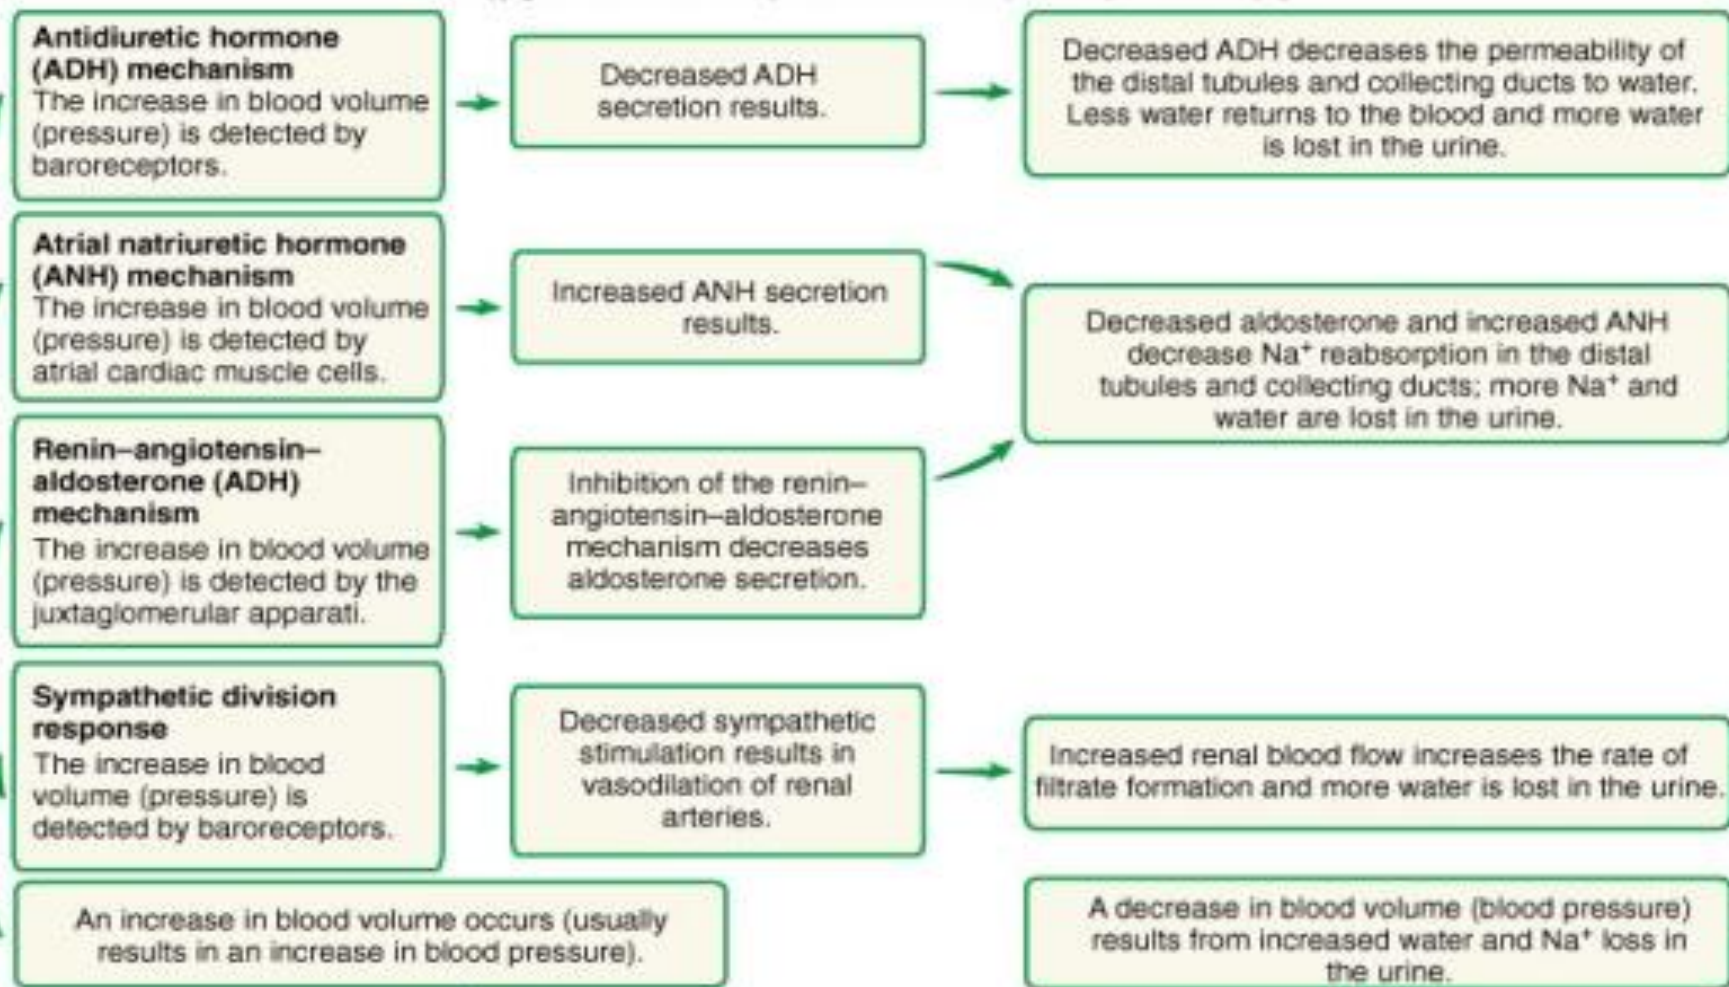 Antidiuretic hormone
(ADH) mechanism
The increase in blood volume
(pressure) is detected by
baroreceptors.
Decreased ADH
secretion results.
Decreased ADH decreases the permeability of
the distal tubules and collecting ducts to water.
Less water returns to the blood and more water
is lost in the urine.
Atrial natriuretic hormone
(ANH) mechanism
The increase in blood volume
(pressure) is detected by
atrial cardiac muscle cells.
Increased ANH secretion
results.
Decreased aldosterone and increased ANH
decrease Na⁺ reabsorption in the distal
tubules and collecting ducts; more Na⁺ and
water are lost in the urine.
Renin–angiotensin–
aldosterone (ADH)
mechanism
The increase in blood volume
(pressure) is detected by the
juxtaglomerular apparati.
Inhibition of the renin–
angiotensin–aldosterone
mechanism decreases
aldosterone secretion.
Sympathetic division
response
The increase in blood
volume (pressure) is
detected by baroreceptors.
Decreased sympathetic
stimulation results in
vasodilation of renal
arteries.
Increased renal blood flow increases the rate of
filtrate formation and more water is lost in the urine.
An increase in blood volume occurs (usually
results in an increase in blood pressure).
A decrease in blood volume (blood pressure)
results from increased water and Na⁺ loss in
the urine.